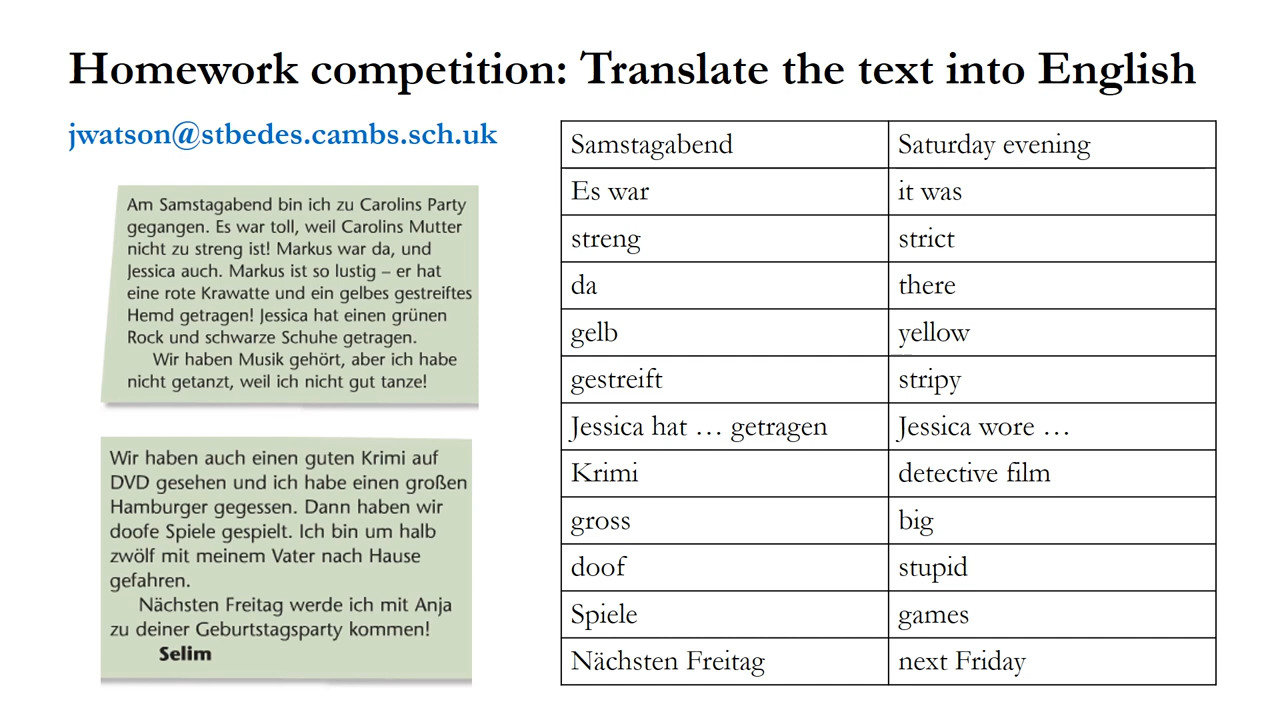 Homework competition: Translate the text into English
jwatson@stbedes.cambs.sch.uk
Am Samstagabend bin ich zu Carolins Party
gegangen. Es war toll, weil Carolins Mutter
nicht zu streng ist! Markus war da, und
Jessica auch. Markus ist so lustig – er hat
eine rote Krawatte und ein gelbes gestreiftes
Hemd getragen! Jessica hat einen grünen
Rock und schwarze Schuhe getragen.
Wir haben Musik gehört, aber ich habe
nicht getanzt, weil ich nicht gut tanze!
Wir haben auch einen guten Krimi auf
DVD gesehen und ich habe einen großen
Hamburger gegessen. Dann haben wir
doofe Spiele gespielt. Ich bin um halb
zwölf mit meinem Vater nach Hause
gefahren.
Nächsten Freitag werde ich mit Anja
zu deiner Geburtstagsparty kommen!
Selim
Samstagabend Saturday evening
Es war it was
streng strict
da there
gelb yellow
gestreift stripy
Jessica hat … getragen Jessica wore …
Krimi detective film
gross big
doof stupid
Spiele games
Nächsten Freitag next Friday